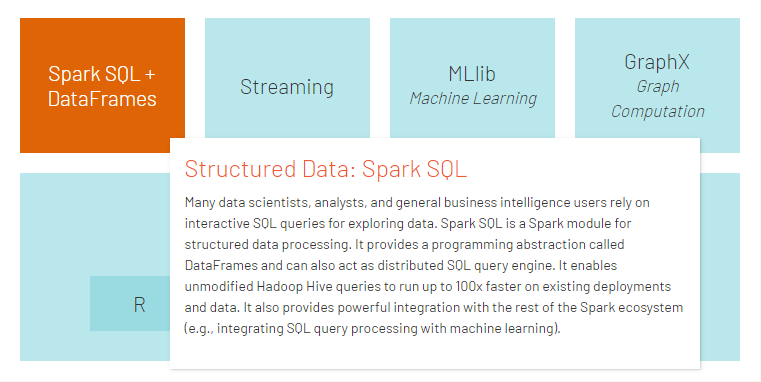 Spark SQL +
DataFrames
Streaming
MLlib
Machine Learning
GraphX
Graph
Computation
Structured Data: Spark SQL
Many data scientists, analysts, and general business intelligence users rely on
interactive SQL queries for exploring data. Spark SQL is a Spark module for
structured data processing. It provides a programming abstraction called
DataFrames and can also act as distributed SQL query engine. It enables
unmodified Hadoop Hive queries to run up to 100x faster on existing deployments
and data. It also provides powerful integration with the rest of the Spark ecosystem
(e.g., integrating SQL query processing with machine learning).
R